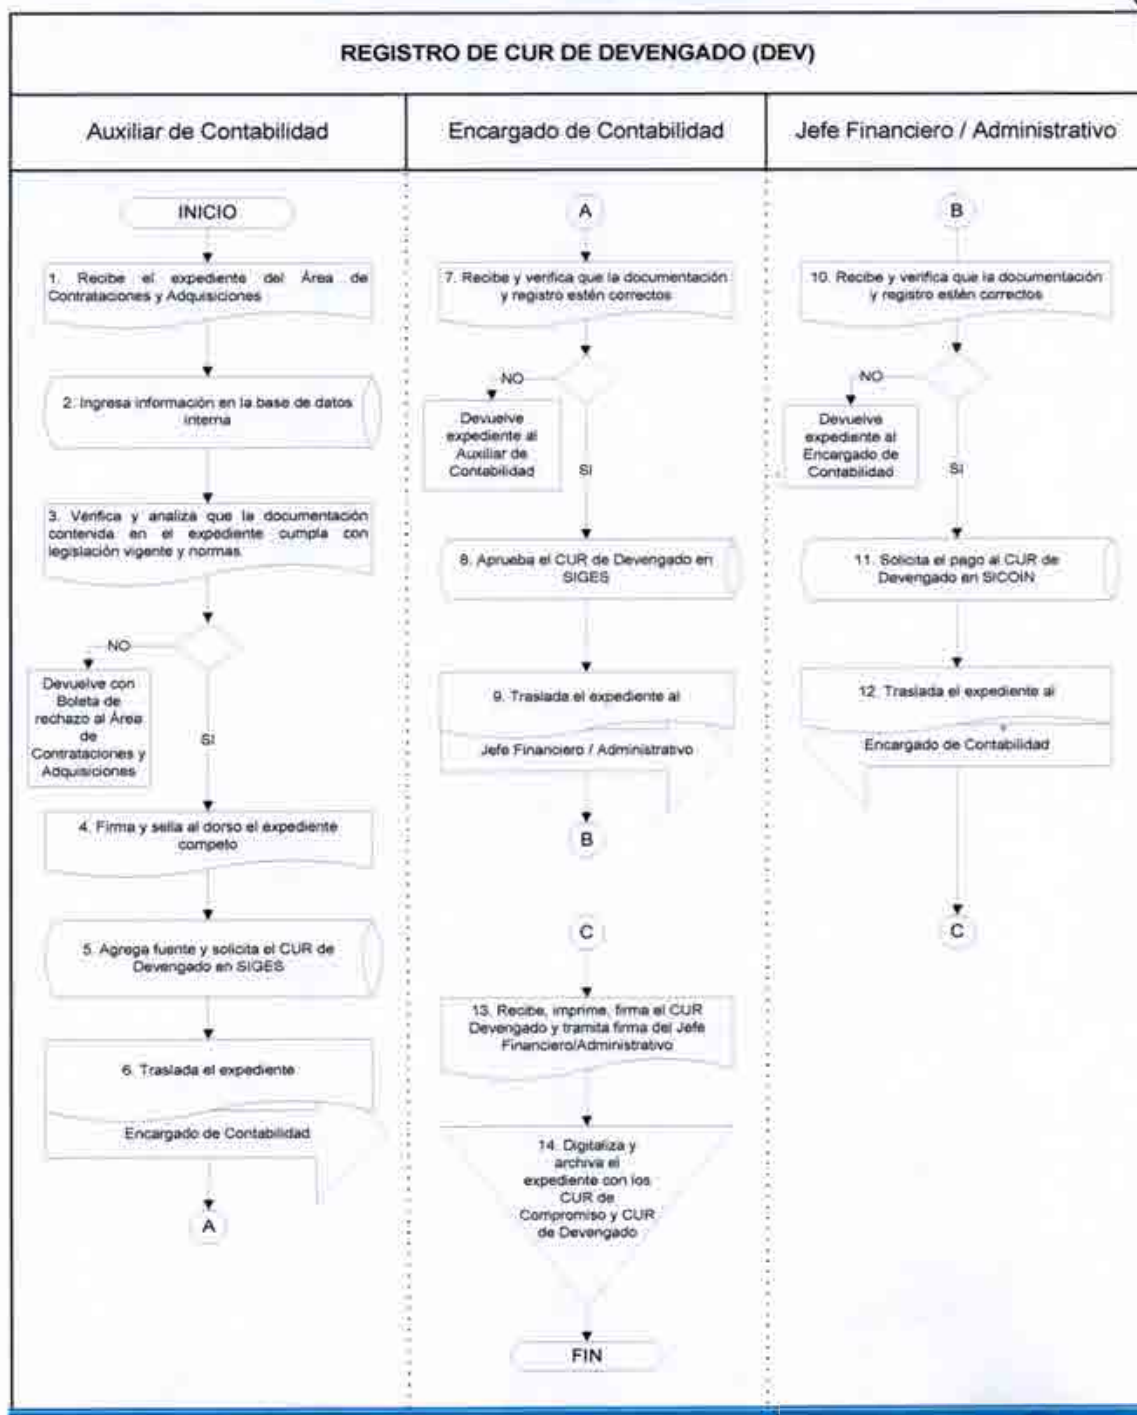 REGISTRO DE CUR DE DEVENGADO (DEV)
Auxiliar de Contabilidad
INICIO
1. Recibe el expediente del Área de
Contrataciones y Adquisiciones
2. Ingresa información en la base de datos
interna
3. Verifica y analiza que la documentación
contenida en el expediente cumpla con
legislación vigente y normas.
NO
Devuelve con
Boleta de
rechazo al Área
de
Contrataciones y
Adquisiciones
SI
4. Firma y sella al dorso el expediente
competo
5. Agrega fuente y solicita el CUR de
Devengado en SIGES
6. Traslada el expediente
Encargado de Contabilidad
A
Encargado de Contabilidad
A
7. Recibe y verifica que la documentación
y registro estén correctos
NO
Devuelve
expediente al
Auxiliar de
Contabilidad
SI
8. Aprueba el CUR de Devengado en
SIGES
9. Traslada el expediente al
Jefe Financiero / Administrativo
B
C
13. Recibe, imprime, firma el CUR
Devengado y tramita firma del Jefe
Financiero/Administrativo
14. Digitaliza y
archiva el
expediente con los
CUR de
Compromiso y CUR
de Devengado
FIN
Jefe Financiero / Administrativo
B
10. Recibe y verifica que la documentación
y registro estén correctos
NO
Devuelve
expediente al
Encargado de
Contabilidad
SI
11. Solicita el pago al CUR de
Devengado en SICOIN
12. Traslada el expediente al
Encargado de Contabilidad
C